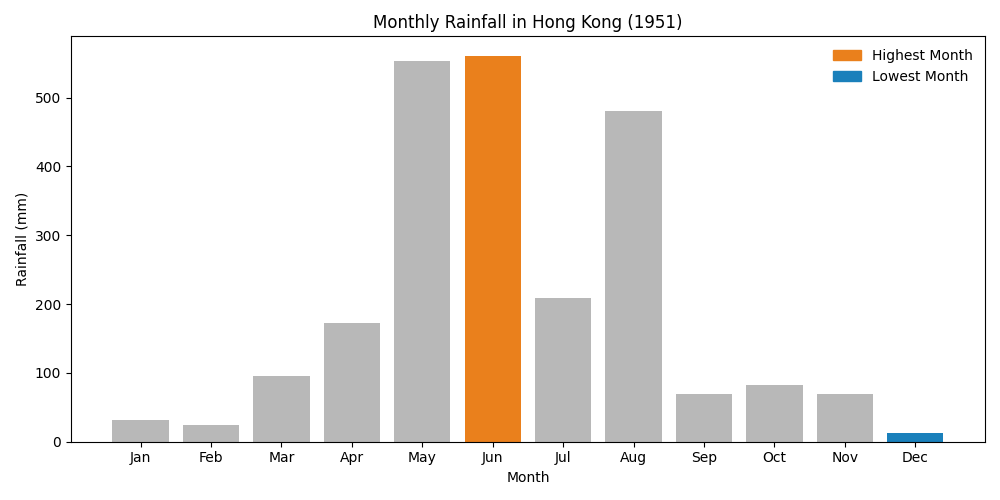 Monthly Rainfall in Hong Kong (1951)
Highest Month
Lowest Month
Rainfall (mm)
500
400
300
200
100
0
Jan Feb Mar Apr May Jun Jul Aug Sep Oct Nov Dec
Month